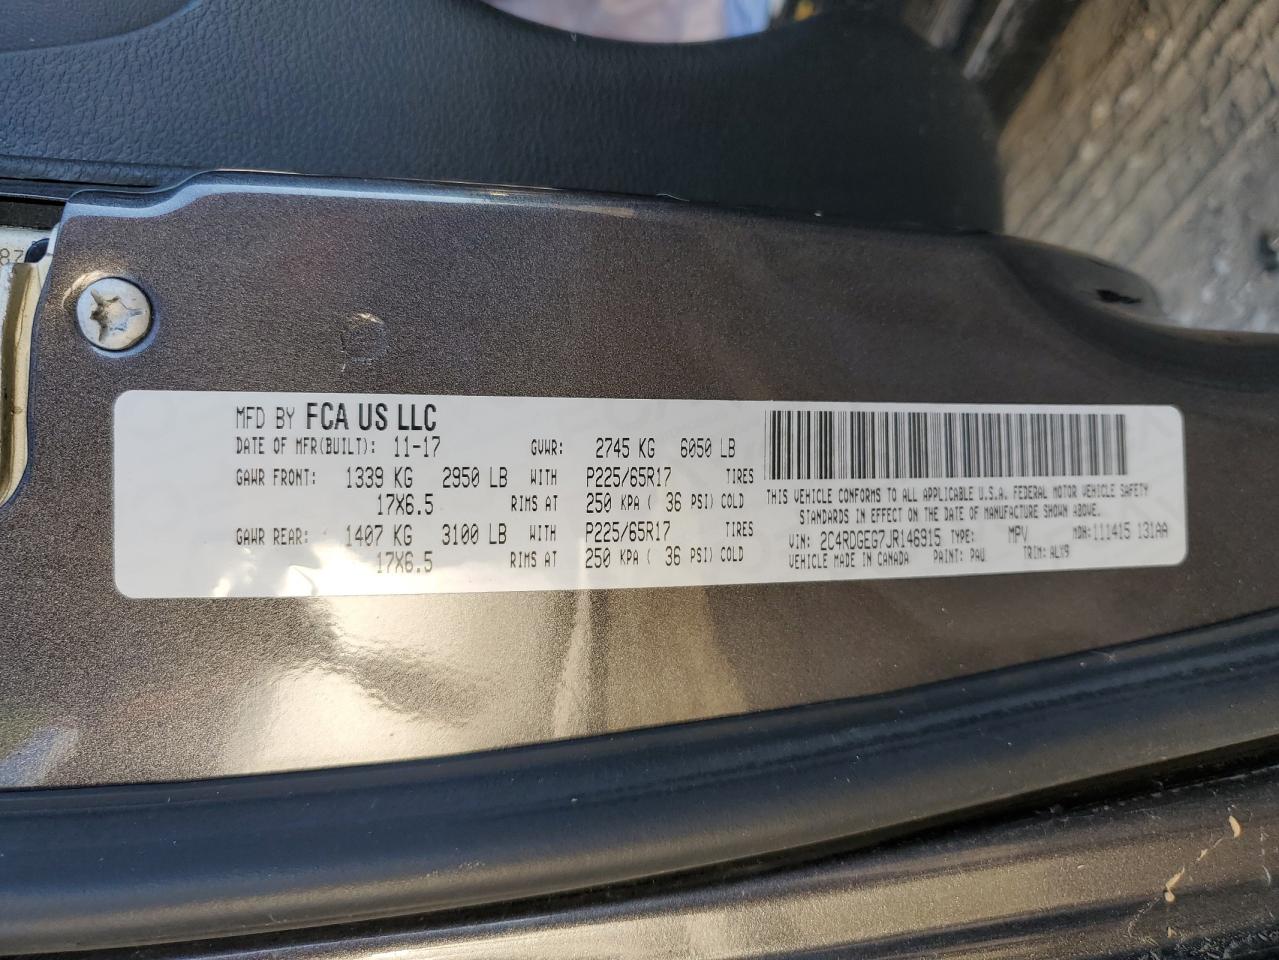 87
MFD BY FCA US LLC
DATE OF MFR(BUILT): 11-17 GVWR: 2745 KG 6050 LB
GAWR FRONT: 1339 KG 2950 LB WITH P225/65R17 TIRES
17X6.5 RIMS AT 250 KPA ( 36 PSI) COLD
GAWR REAR: 1407 KG 3100 LB WITH P225/65R17 TIRES
17X6.5 RIMS AT 250 KPA ( 36 PSI) COLD
THIS VEHICLE CONFORMS TO ALL APPLICABLE U.S.A. FEDERAL MOTOR VEHICLE SAFETY
STANDARDS IN EFFECT ON THE DATE OF MANUFACTURE SHOWN ABOVE.
VIN: 2C4RDGEG7JR146915 TYPE: MPV MDH: 111415 131AA
VEHICLE MADE IN CANADA PAINT: PAU TRIM: ALX9